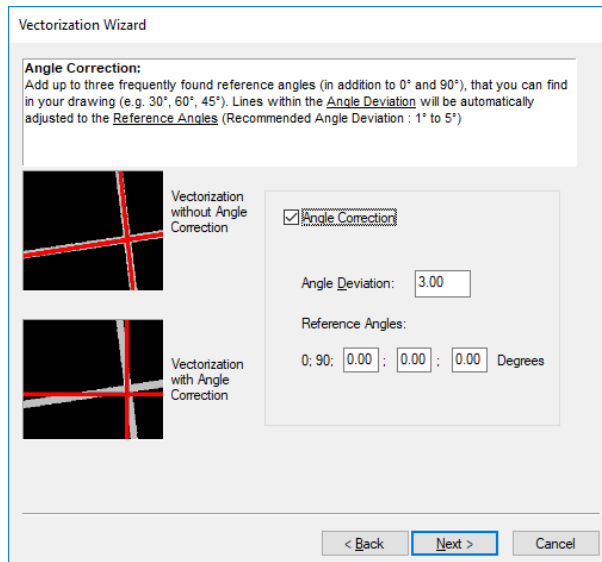 Vectorization Wizard
Angle Correction:
Add up to three frequently found reference angles (in addition to 0° and 90°), that you can find
in your drawing (e.g. 30°, 60°, 45°). Lines within the Angle Deviation will be automatically
adjusted to the Reference Angles (Recommended Angle Deviation : 1° to 5°)
Vectorization
without Angle
Correction
Angle Correction
Angle Deviation: 3.00
Reference Angles:
0; 90; 0.00 ; 0.00 ; 0.00 Degrees
Vectorization
with Angle
Correction
< Back Next > Cancel